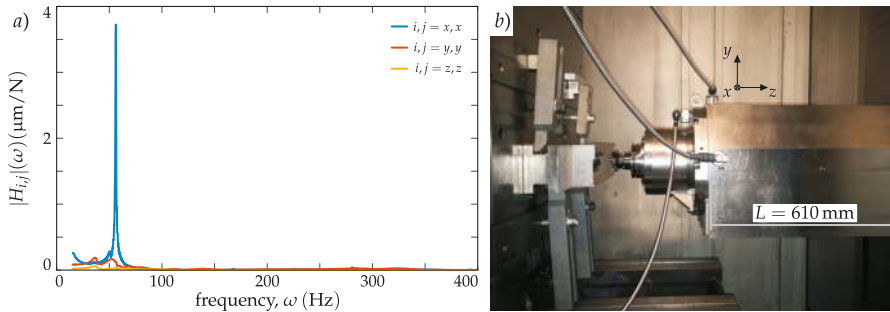 a)
|H_{i,j}|(ω)(μm/N)
4
2
0
i,j = x,x
i,j = y,y
i,j = z,z
0 100 200 300 400
frequency, ω (Hz)
b)
y
x z
L = 610 mm